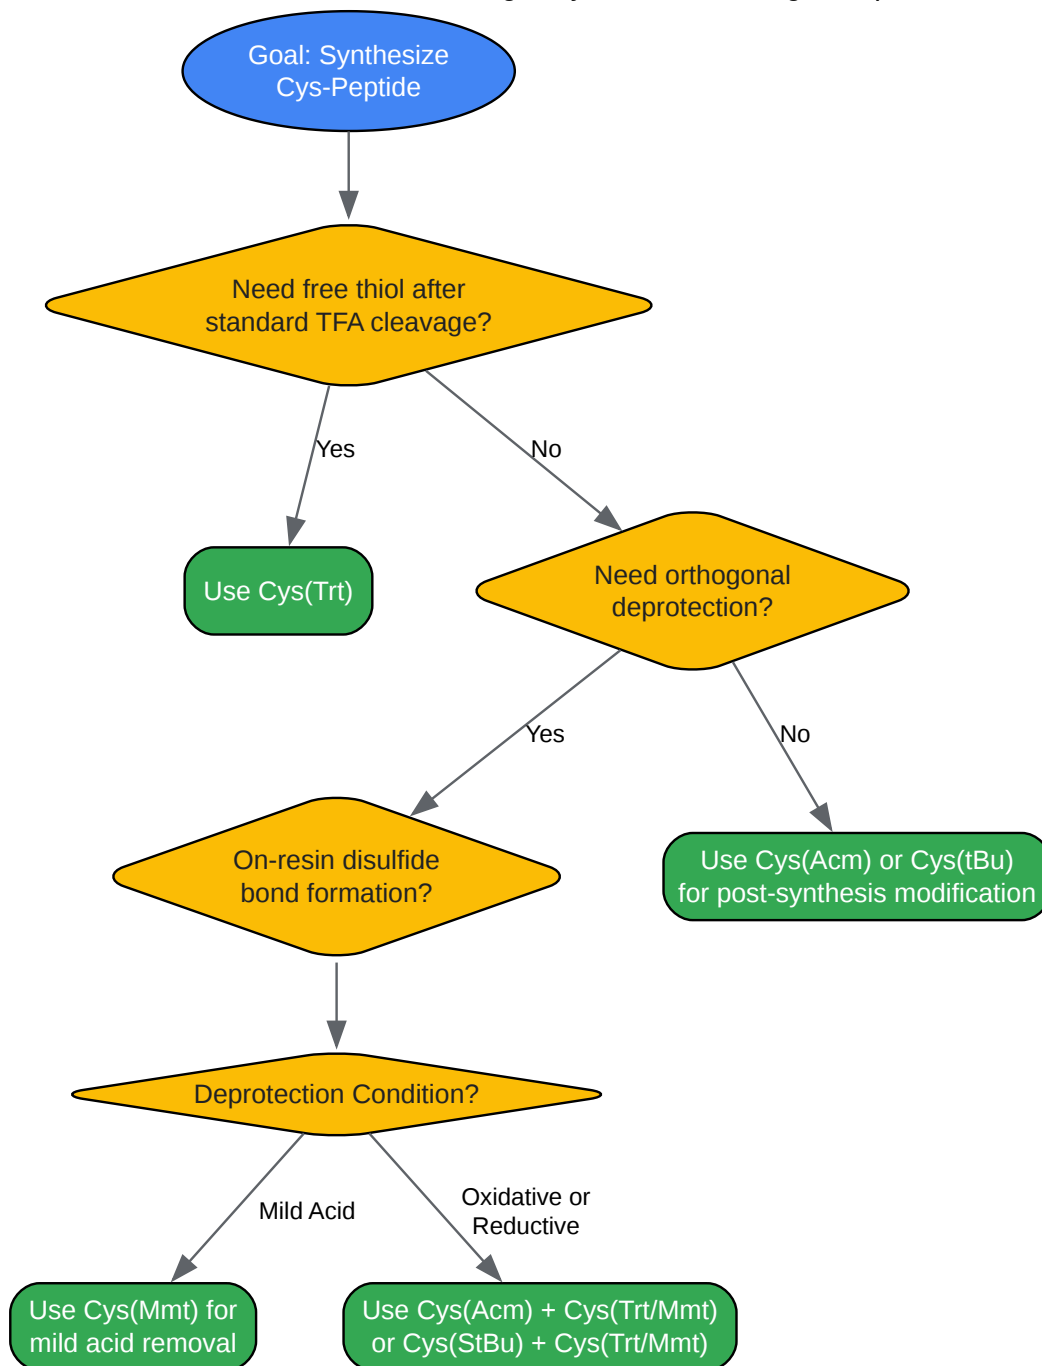 Goal: Synthesize
Cys-Peptide
Need free thiol after
standard TFA cleavage?
Yes
No
Use Cys(Trt)
Need orthogonal
deprotection?
Yes
No
On-resin disulfide
bond formation?
Use Cys(Acm) or Cys(tBu)
for post-synthesis modification
Deprotection Condition?
Mild Acid
Oxidative or
Reductive
Use Cys(Mmt) for
mild acid removal
Use Cys(Acm) + Cys(Trt/Mmt)
or Cys(StBu) + Cys(Trt/Mmt)